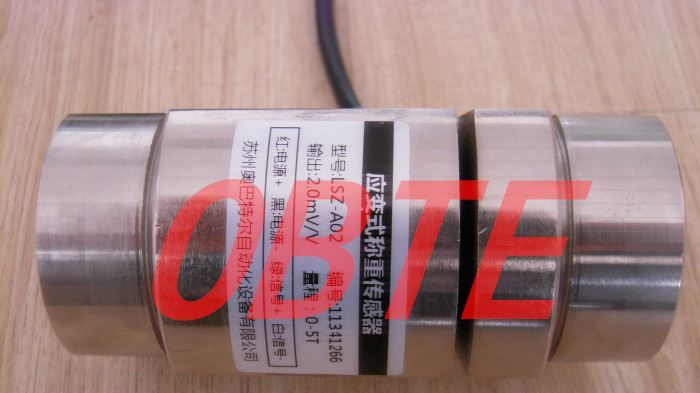 应变式称重传感器
型号:LSZ-A02 编号:11341266
输出:2.0mV/V 量程：0-5T
红:电源+ 黑:电源- 绿:信号+ 白:信号-
苏州奥巴特尔自动化设备有限公司
OBTE